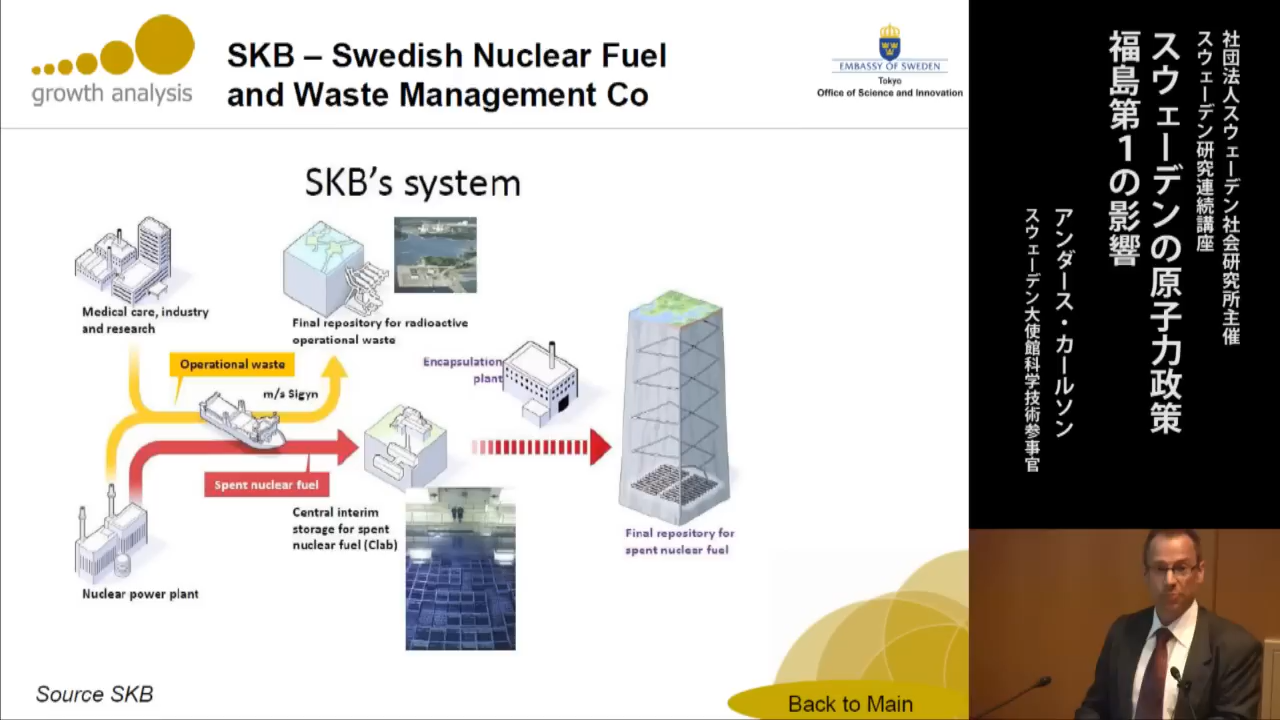 growth analysis
SKB – Swedish Nuclear Fuel
and Waste Management Co
EMBASSY OF SWEDEN
Tokyo
Office of Science and Innovation
SKB's system
Medical care, industry
and research
Final repository for radioactive
operational waste
Operational waste
m/s Sigyn
Encapsulation
plant
Spent nuclear fuel
Central interim
storage for spent
nuclear fuel (Clab)
Nuclear power plant
Final repository for
spent nuclear fuel
Source SKB
Back to Main
社団法人スウェーデン社会研究所主催
スウェーデン研究連続講座
スウェーデンの原子力政策
福島第1の影響
アンダース・カールソン
スウェーデン大使館科学技術参事官